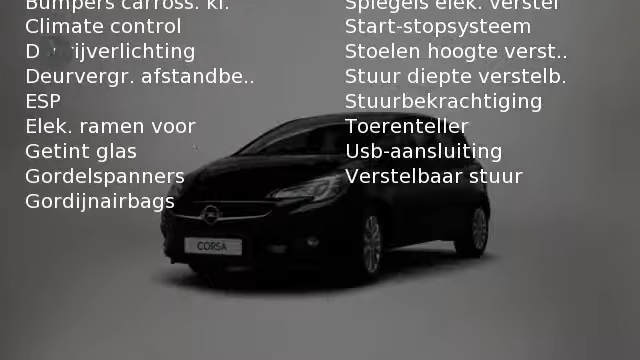 Bumpers carross. kl.
Climate control
Deurvergr. afstandbe..
ESP
Elek. ramen voor
Getint glas
Gordelspanners
Gordijnairbags
Spiegels elek. verstel
Start-stopsysteem
Stoelen hoogte verst..
Stuur diepte verstelb.
Stuurbekrachtiging
Toerenteller
Usb-aansluiting
Verstelbaar stuur
CORSA